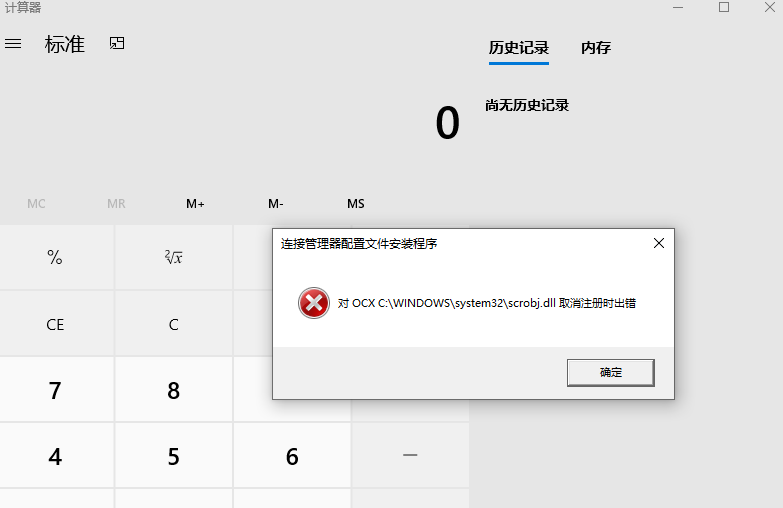 计算器
标准
历史记录 内存
尚无历史记录
0
MC MR M+ M- MS
连接管理器配置文件安装程序
% ²√x
对 OCX C:\WINDOWS\system32\scrobj.dll 取消注册时出错
CE C
确定
7 8
4 5 6 —